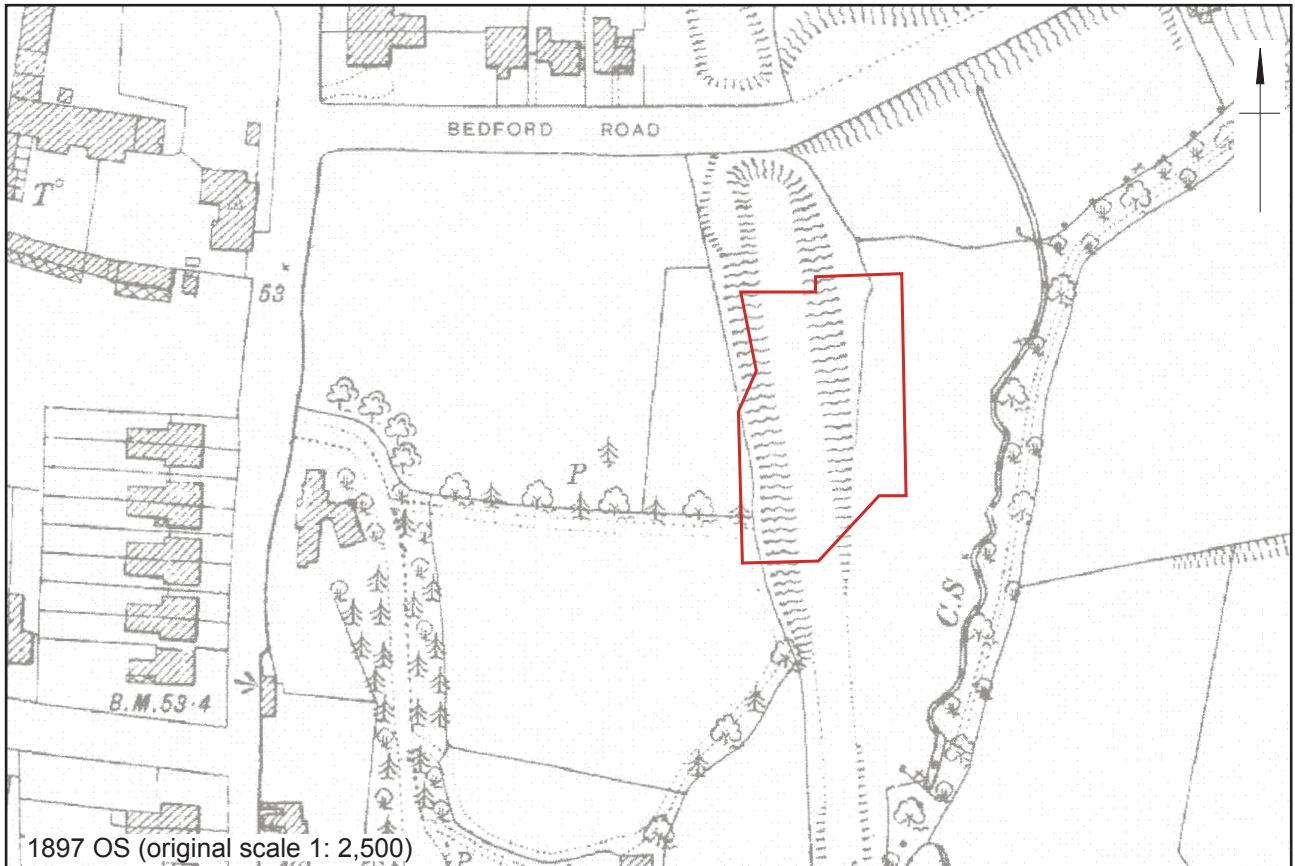 BEDFORD ROAD
T°
53
P
C.S
B.M.53·4
P
1897 OS (original scale 1: 2,500)